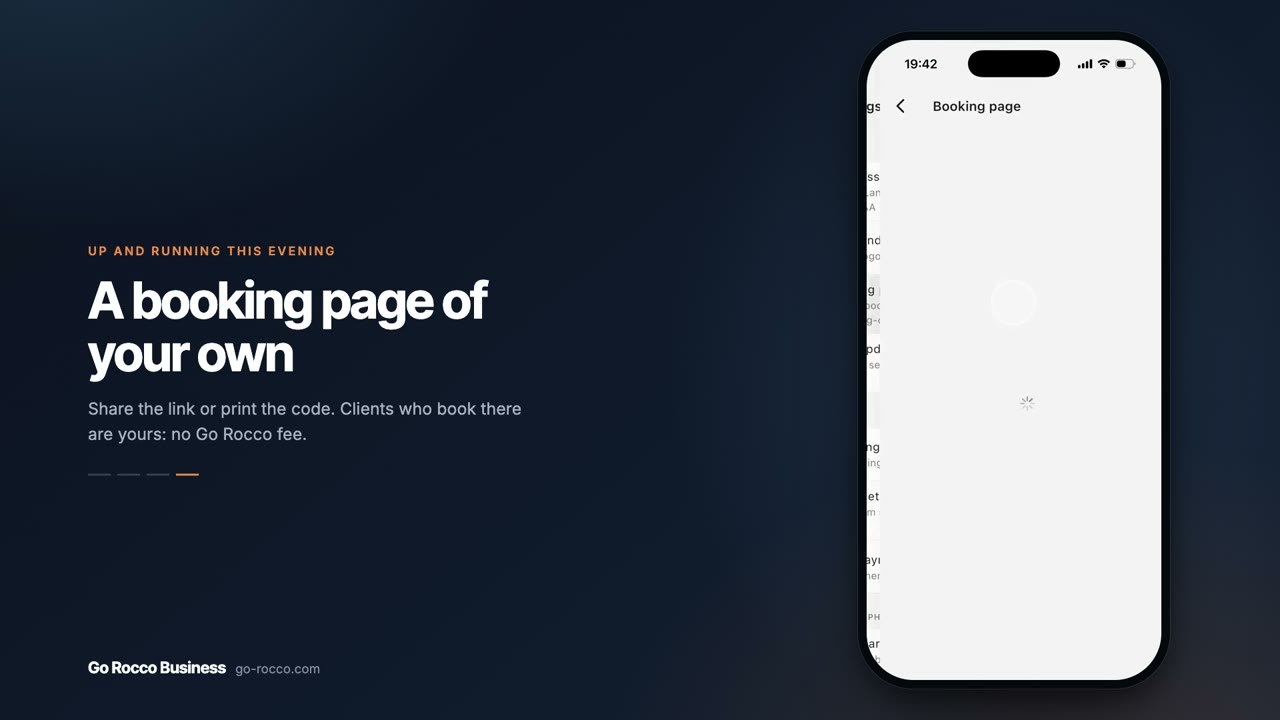 UP AND RUNNING THIS EVENING
A booking page of
your own
Share the link or print the code. Clients who book there
are yours: no Go Rocco fee.
Go Rocco Business go-rocco.com
19:42
Booking page